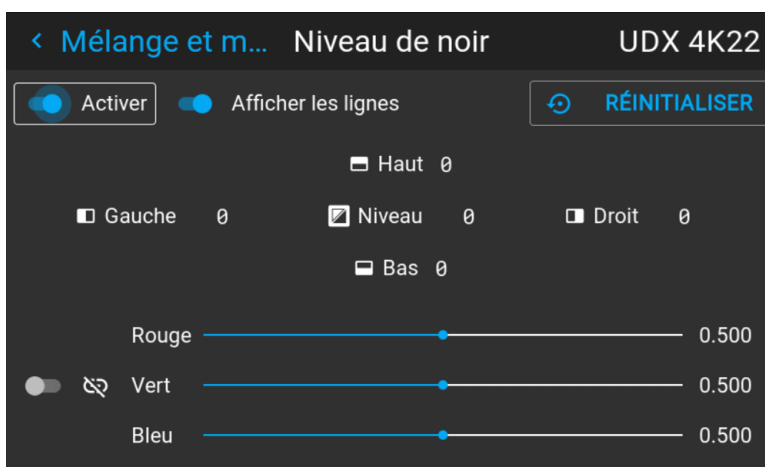 Mélange et m... Niveau de noir UDX 4K22
Activer Afficher les lignes RÉINITIALISER
Haut 0
Gauche 0 Niveau 0 Droit 0
Bas 0
Rouge 0.500
Vert 0.500
Bleu 0.500